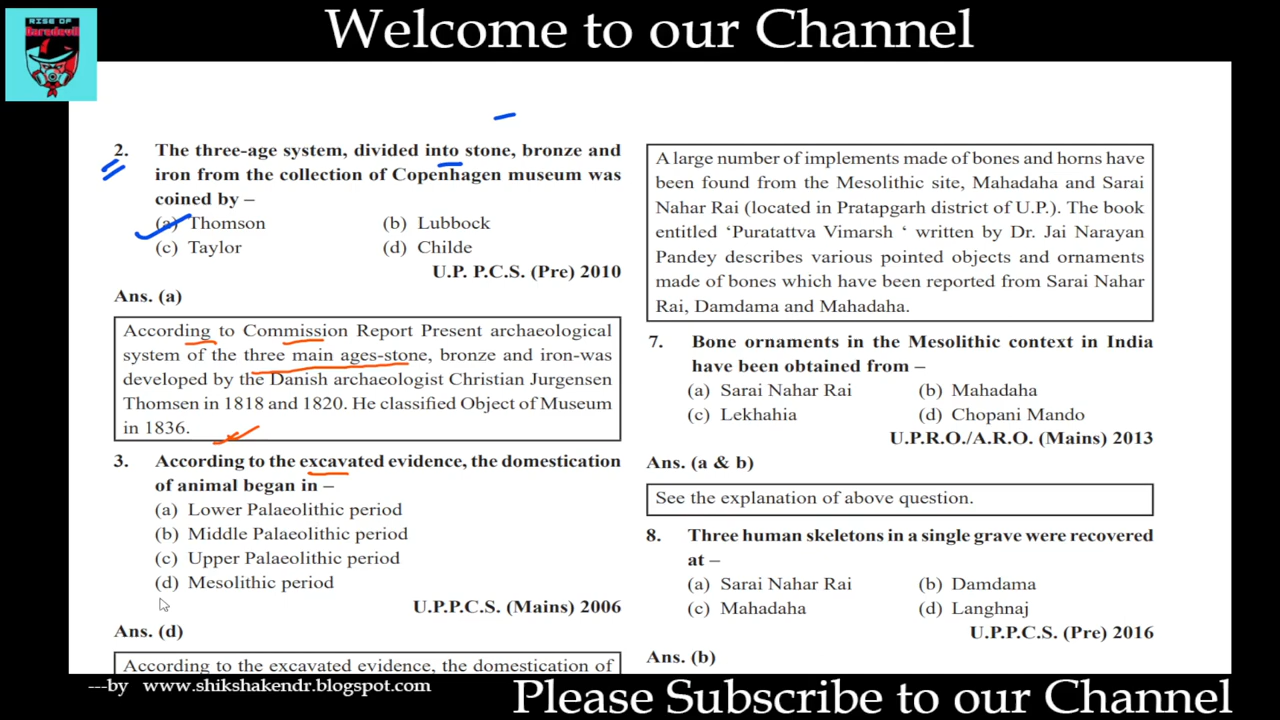 RISE OF
Daredevil
Welcome to our Channel
2. The three-age system, divided into stone, bronze and
iron from the collection of Copenhagen museum was
coined by –
(a) Thomson (b) Lubbock
(c) Taylor (d) Childe
U.P. P.C.S. (Pre) 2010
Ans. (a)
According to Commission Report Present archaeological
system of the three main ages-stone, bronze and iron-was
developed by the Danish archaeologist Christian Jurgensen
Thomsen in 1818 and 1820. He classified Object of Museum
in 1836.
3. According to the excavated evidence, the domestication
of animal began in –
(a) Lower Palaeolithic period
(b) Middle Palaeolithic period
(c) Upper Palaeolithic period
(d) Mesolithic period
U.P.P.C.S. (Mains) 2006
Ans. (d)
According to the excavated evidence, the domestication of
A large number of implements made of bones and horns have
been found from the Mesolithic site, Mahadaha and Sarai
Nahar Rai (located in Pratapgarh district of U.P.). The book
entitled ‘Puratattva Vimarsh ‘ written by Dr. Jai Narayan
Pandey describes various pointed objects and ornaments
made of bones which have been reported from Sarai Nahar
Rai, Damdama and Mahadaha.
7. Bone ornaments in the Mesolithic context in India
have been obtained from –
(a) Sarai Nahar Rai (b) Mahadaha
(c) Lekhahia (d) Chopani Mando
U.P.R.O./A.R.O. (Mains) 2013
Ans. (a & b)
See the explanation of above question.
8. Three human skeletons in a single grave were recovered
at –
(a) Sarai Nahar Rai (b) Damdama
(c) Mahadaha (d) Langhnaj
U.P.P.C.S. (Pre) 2016
Ans. (b)
---by www.shikshakendr.blogspot.com
Please Subscribe to our Channel